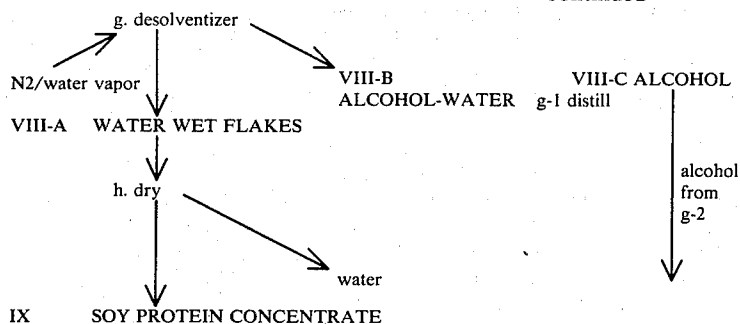 g. desolventizer
N2/water vapor
VIII-B
ALCOHOL-WATER g-1 distill
VIII-C ALCOHOL
VIII-A WATER WET FLAKES
h. dry
alcohol
from
g-2
water
IX SOY PROTEIN CONCENTRATE